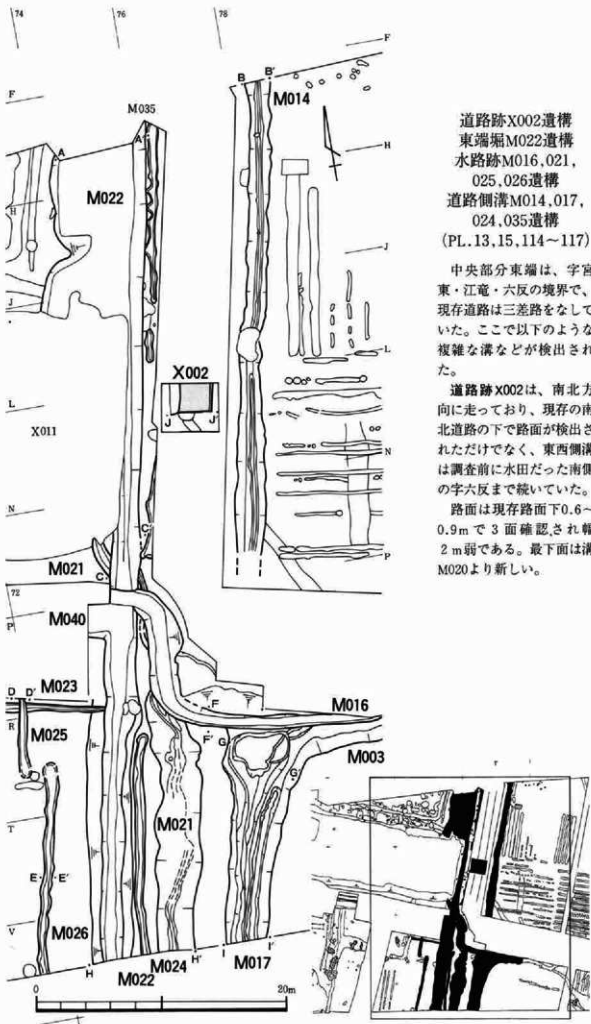 74
76
78
F
B
B'
M014
M035
F
A
A'
H
M022
H
J
J
L
X002
J
J'
L
X011
N
N
C
P
M021
C'
72
M040
P
D
D'
M023
F
M016
R
M025
F'
G
M003
G'
T
M021
E
E'
V
M026
H
H'
I
I'
M022
M024
M017
0
20m
道路跡X002遺構
東端堀M022遺構
水路跡M016,021,
025,026遺構
道路側溝M014,017,
024,035遺構
(PL.13,15,114～117)
中央部分東端は、字宮
東・江竜・六反の境界で、
現存道路は三差路をなして
いた。ここで以下のような
複雑な溝などが検出され
た。
道路跡X002は、南北方
向に走っており、現存の南
北道路の下で路面が検出さ
れただけでなく、東西側溝
は調査前に水田だった南側
の字六反まで続いていた。
路面は現存路面下0.6～
0.9mで3面確認され幅
2m弱である。最下面は溝
M020より新しい。